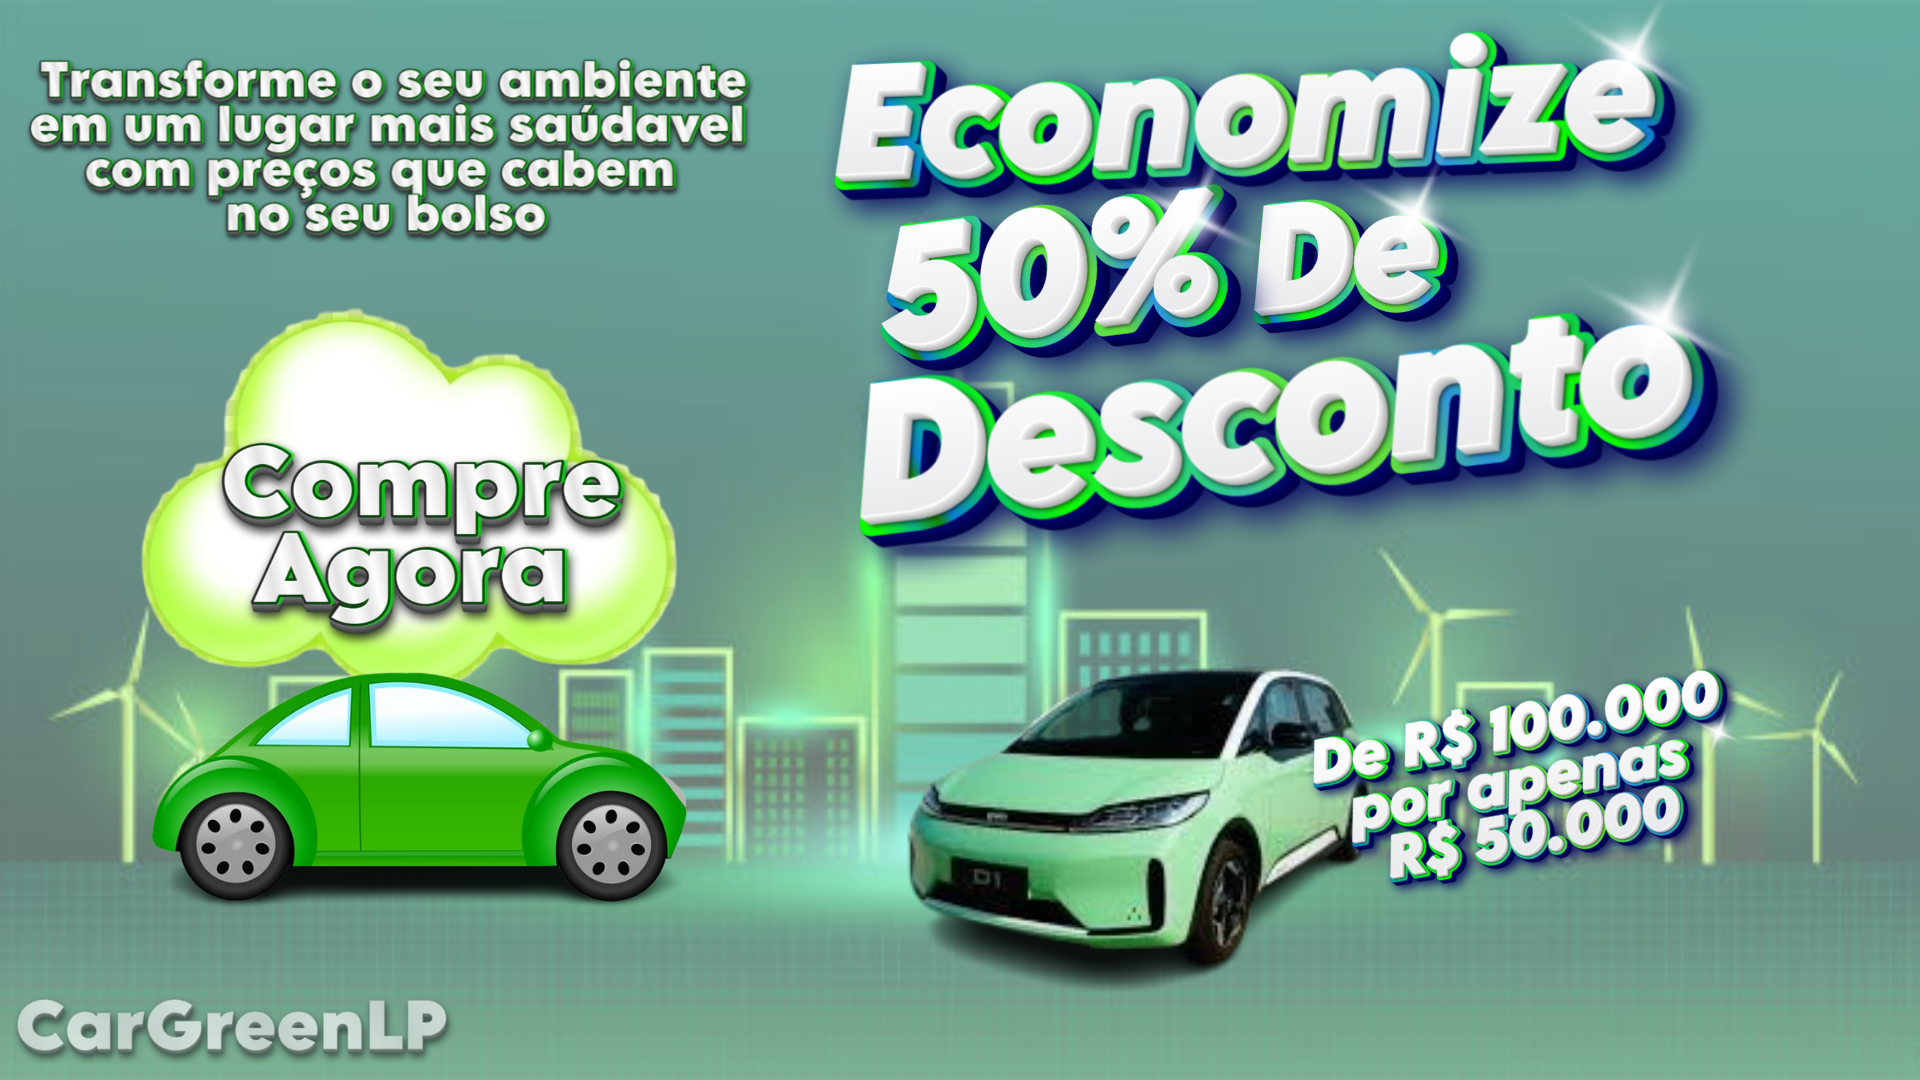 Transforme o seu ambiente
em um lugar mais saúdavel
com preços que cabem
no seu bolso
Economize
50% De
Desconto
Compre
Agora
De R$ 100.000
por apenas
R$ 50.000
D1
CarGreenLP